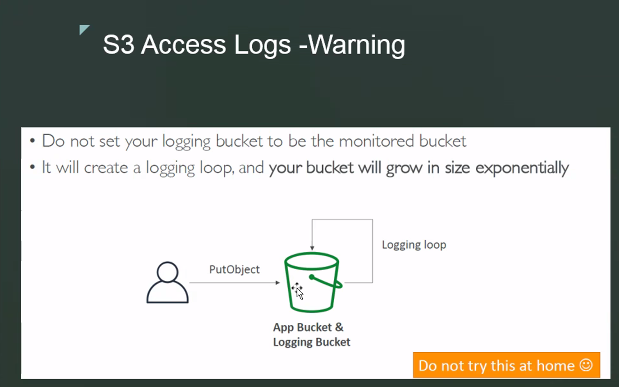 S3 Access Logs -Warning
• Do not set your logging bucket to be the monitored bucket
• It will create a logging loop, and your bucket will grow in size exponentially
Logging loop
PutObject
App Bucket &
Logging Bucket
Do not try this at home ☺